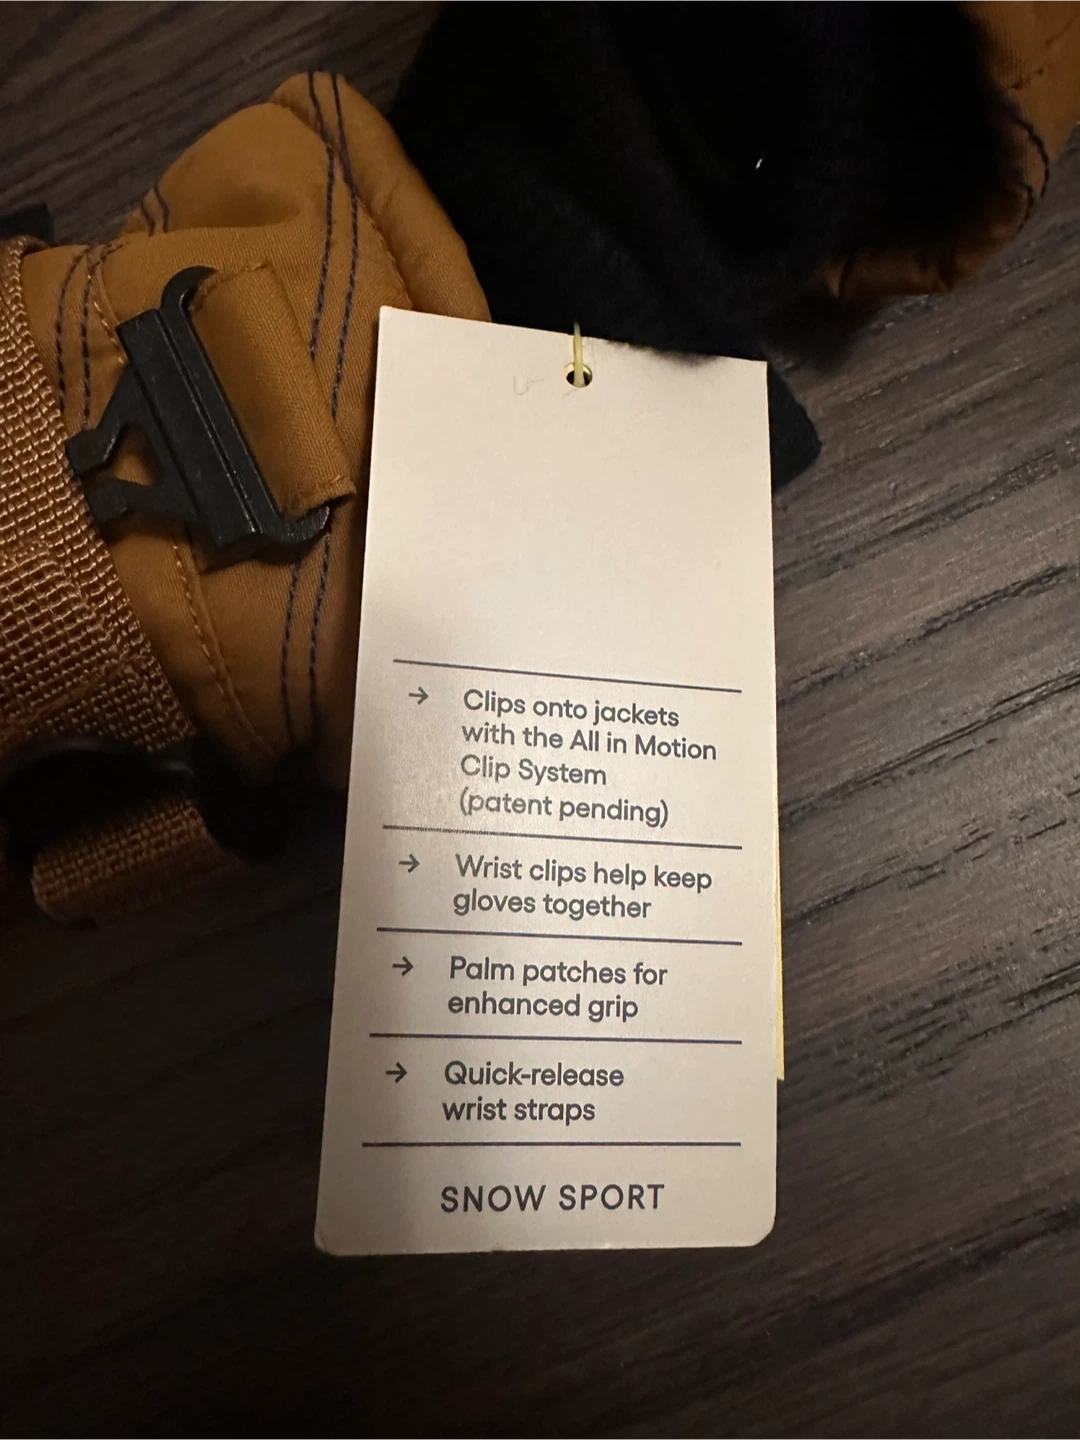 → Clips onto jackets
with the All in Motion
Clip System
(patent pending)
→ Wrist clips help keep
gloves together
→ Palm patches for
enhanced grip
→ Quick-release
wrist straps
SNOW SPORT